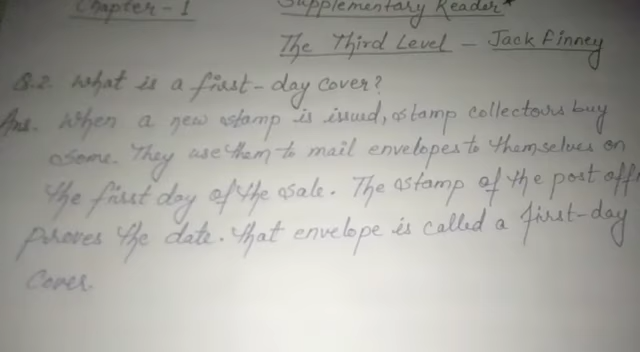 Chapter - 1 Supplementary Reader*
The Third Level - Jack Finney
Q.2. What is a first-day cover?
Ans. When a new stamp is issued, stamp collectors buy
some. They use them to mail envelopes to themselves on
the first day of the sale. The stamp of the post offi
proves the date. That envelope is called a first-day
cover.